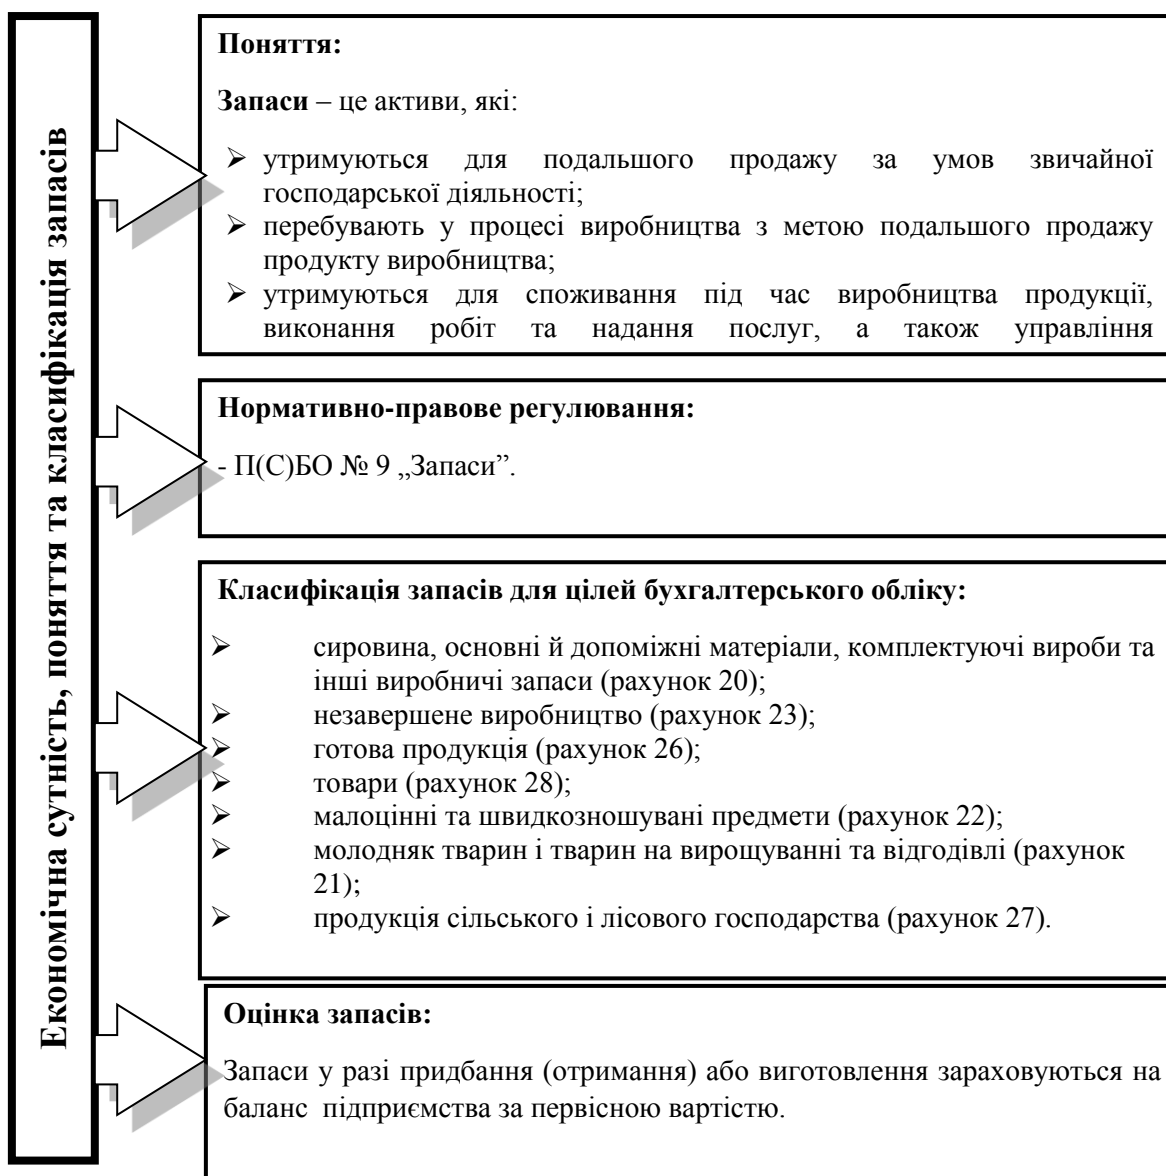 Економічна сутність, поняття та класифікація запасів
Поняття:
Запаси – це активи, які:
➢ утримуються для подальшого продажу за умов звичайної
господарської діяльності;
➢ перебувають у процесі виробництва з метою подальшого продажу
продукту виробництва;
➢ утримуються для споживання під час виробництва продукції,
виконання робіт та надання послуг, а також управління
Нормативно-правове регулювання:
- П(С)БО № 9 „Запаси”.
Класифікація запасів для цілей бухгалтерського обліку:
➢ сировина, основні й допоміжні матеріали, комплектуючі вироби та
інші виробничі запаси (рахунок 20);
➢ незавершене виробництво (рахунок 23);
➢ готова продукція (рахунок 26);
➢ товари (рахунок 28);
➢ малоцінні та швидкозношувані предмети (рахунок 22);
➢ молодняк тварин і тварин на вирощуванні та відгодівлі (рахунок
21);
➢ продукція сільського і лісового господарства (рахунок 27).
Оцінка запасів:
Запаси у разі придбання (отримання) або виготовлення зараховуються на
баланс підприємства за первісною вартістю.